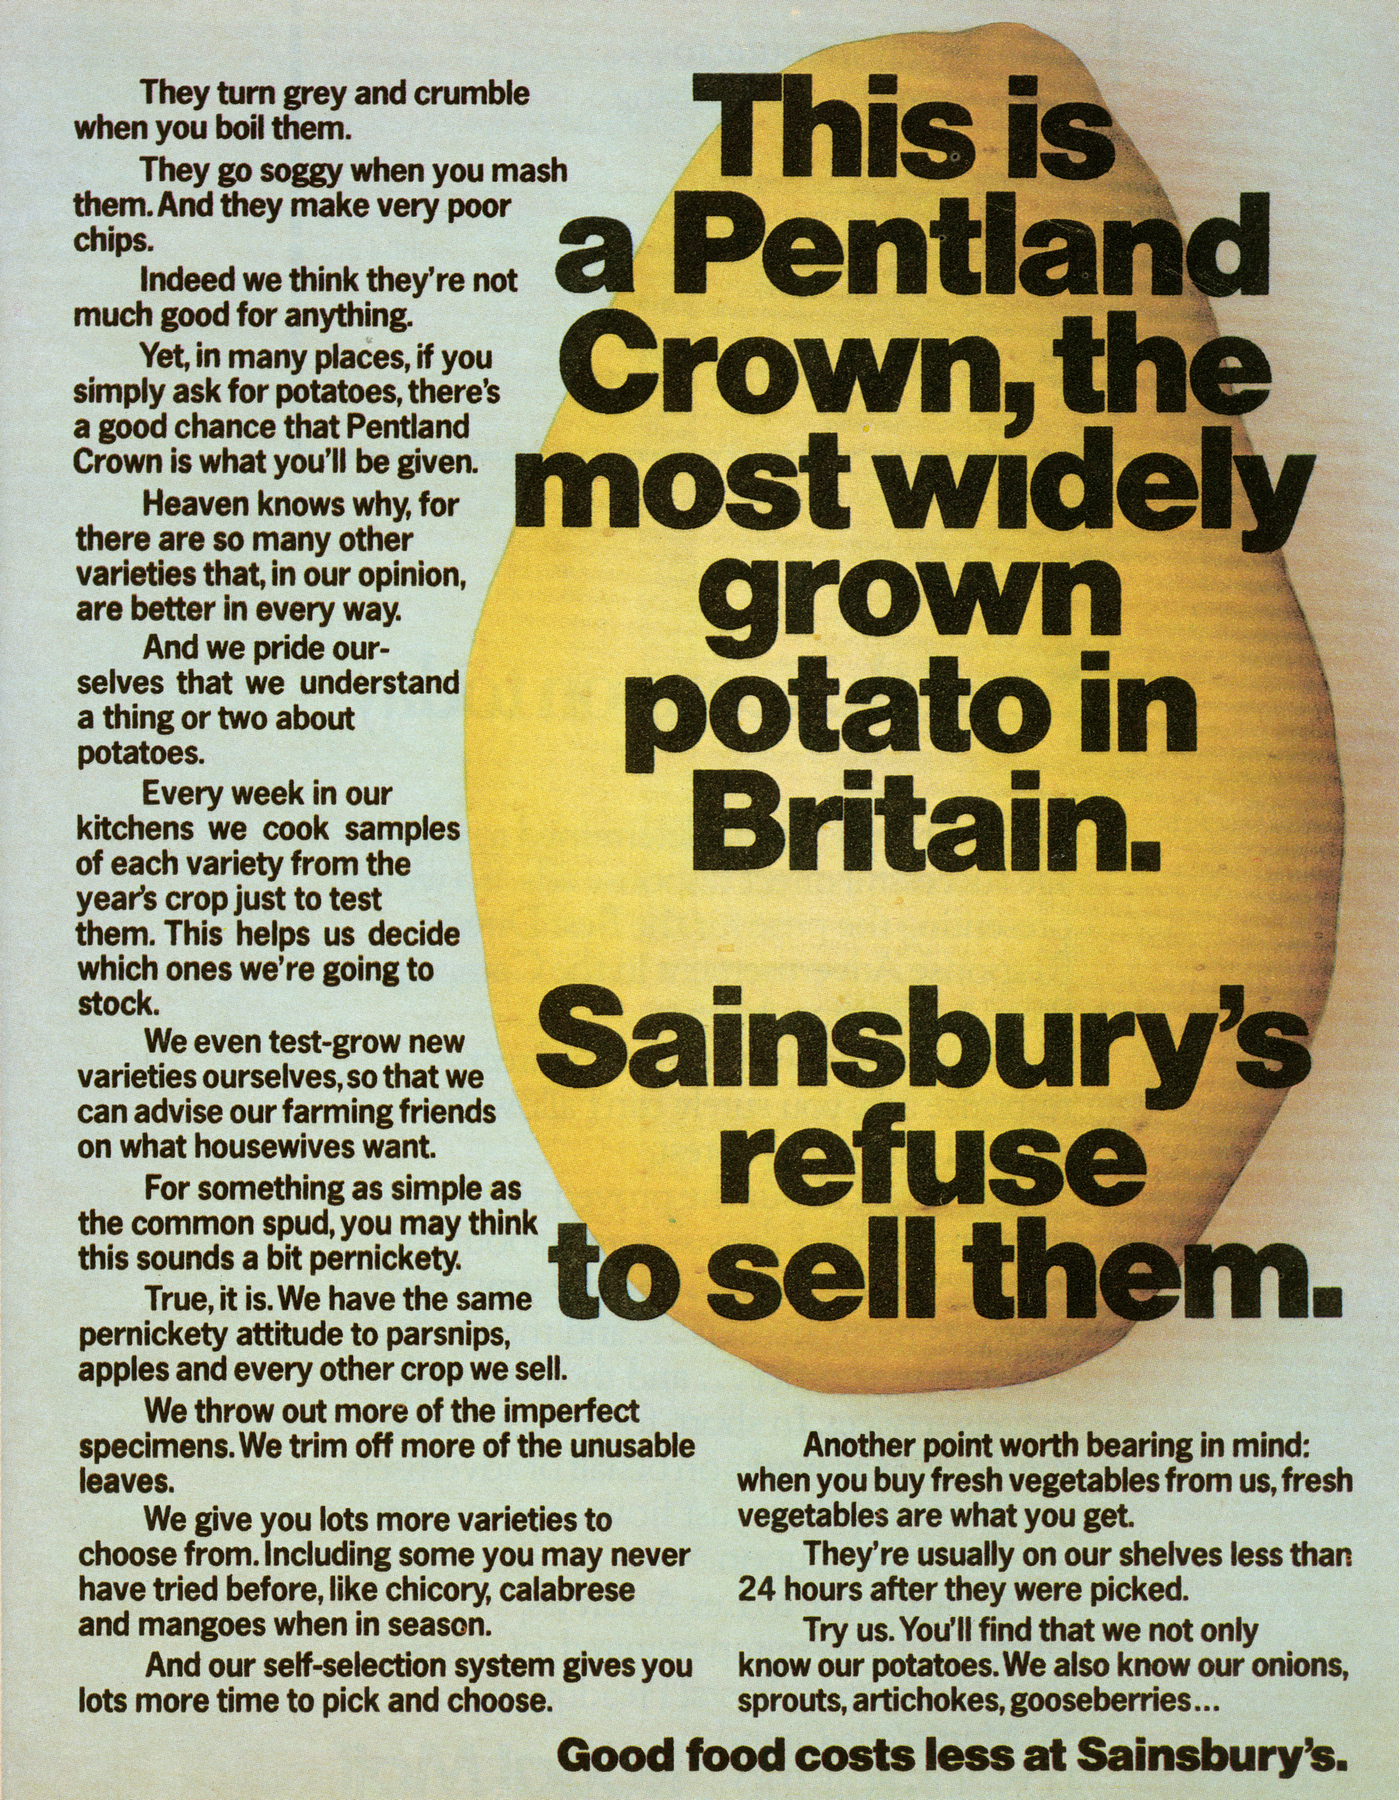 This is
a Pentland
Crown, the
most widely
grown
potato in
Britain.
Sainsbury's
refuse
to sell them.
They turn grey and crumble
when you boil them.
They go soggy when you mash
them. And they make very poor
chips.
Indeed we think they're not
much good for anything.
Yet, in many places, if you
simply ask for potatoes, there's
a good chance that Pentland
Crown is what you'll be given.
Heaven knows why, for
there are so many other
varieties that, in our opinion,
are better in every way.
And we pride our-
selves that we understand
a thing or two about
potatoes.
Every week in our
kitchens we cook samples
of each variety from the
year's crop just to test
them. This helps us decide
which ones we're going to
stock.
We even test-grow new
varieties ourselves, so that we
can advise our farming friends
on what housewives want.
For something as simple as
the common spud, you may think
this sounds a bit pernickety.
True, it is. We have the same
pernickety attitude to parsnips,
apples and every other crop we sell.
We throw out more of the imperfect
specimens. We trim off more of the unusable
leaves.
We give you lots more varieties to
choose from. Including some you may never
have tried before, like chicory, calabrese
and mangoes when in season.
And our self-selection system gives you
lots more time to pick and choose.
Another point worth bearing in mind:
when you buy fresh vegetables from us, fresh
vegetables are what you get.
They're usually on our shelves less than
24 hours after they were picked.
Try us. You'll find that we not only
know our potatoes. We also know our onions,
sprouts, artichokes, gooseberries...
Good food costs less at Sainsbury's.